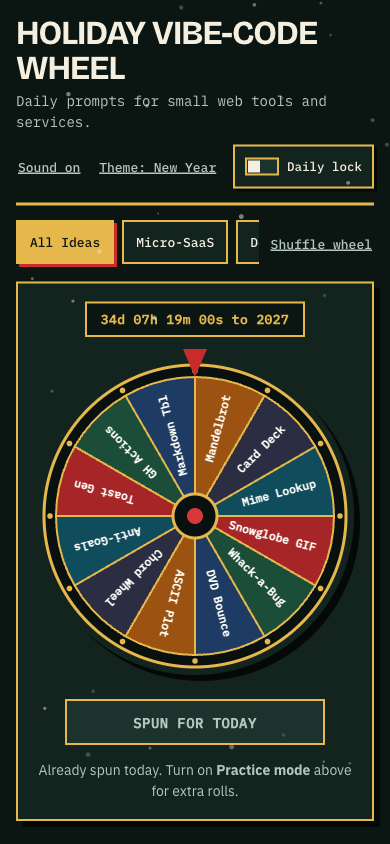 HOLIDAY VIBE-CODE
WHEEL
Daily prompts for small web tools and
services.
Sound on
Theme: New Year
Daily lock
All Ideas
Micro-SaaS
D
Shuffle wheel
34d 07h 19m 00s to 2027
Mandelbrot
Card Deck
Mime Lookup
Snowglobe GIF
Whack-a-Bug
DVD Bounce
ASCII Plot
Chord Wheel
Anti-Goals
Toast Gen
GH Actions
Markdown Tbl
SPUN FOR TODAY
Already spun today. Turn on Practice mode above
for extra rolls.